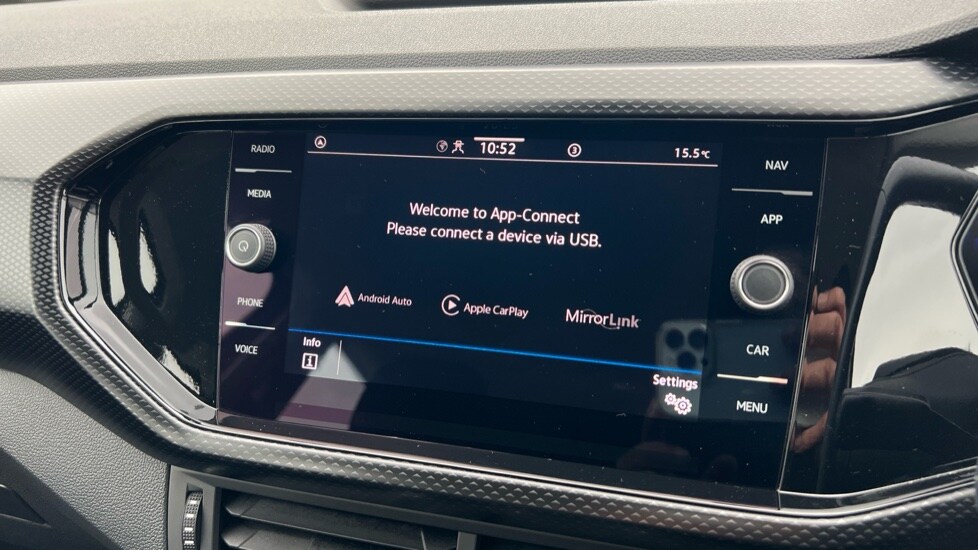 RADIO
MEDIA
PHONE
VOICE
10:52
3
15.5°C
Welcome to App-Connect
Please connect a device via USB.
Android Auto
Apple CarPlay
MirrorLink
Info
Settings
NAV
APP
CAR
MENU